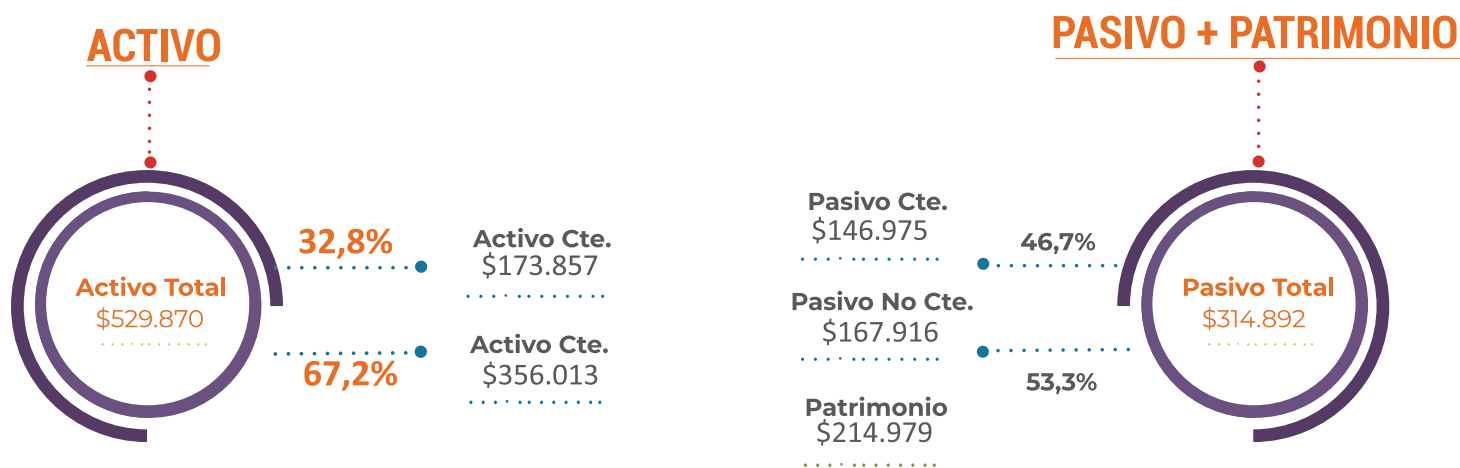 ACTIVO
Activo Total
$529.870
32,8%
Activo Cte.
$173.857
67,2%
Activo Cte.
$356.013
PASIVO + PATRIMONIO
Pasivo Cte.
$146.975
46,7%
Pasivo No Cte.
$167.916
53,3%
Patrimonio
$214.979
Pasivo Total
$314.892